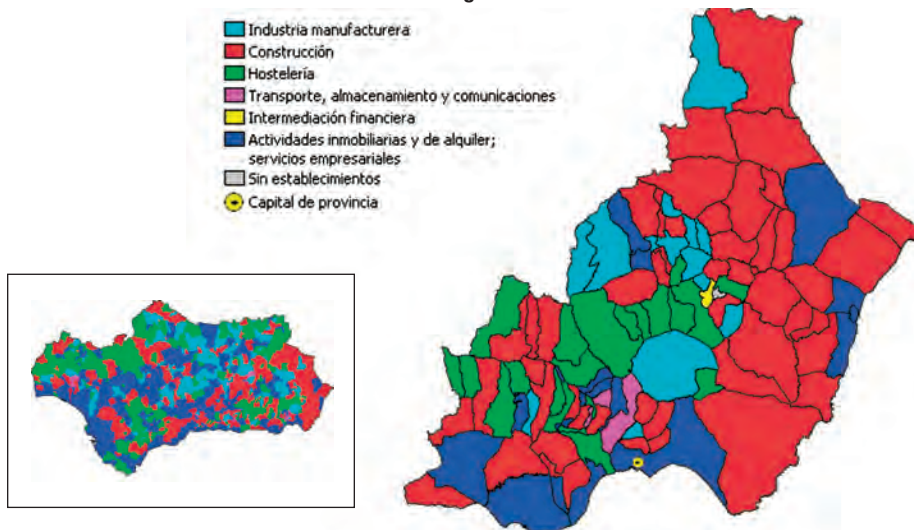 Industria manufacturera
Construcción
Hostelería
Transporte, almacenamiento y comunicaciones
Intermediación financiera
Actividades inmobiliarias y de alquiler;
servicios empresariales
Sin establecimientos
Capital de provincia